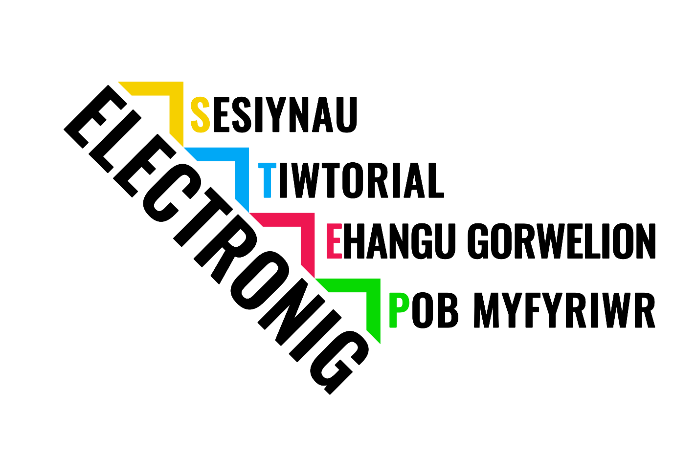 ELECTRONIG
SESIYNAU
TIWTORIAL
EHANGU GORWELION
POB MYFYRIWR